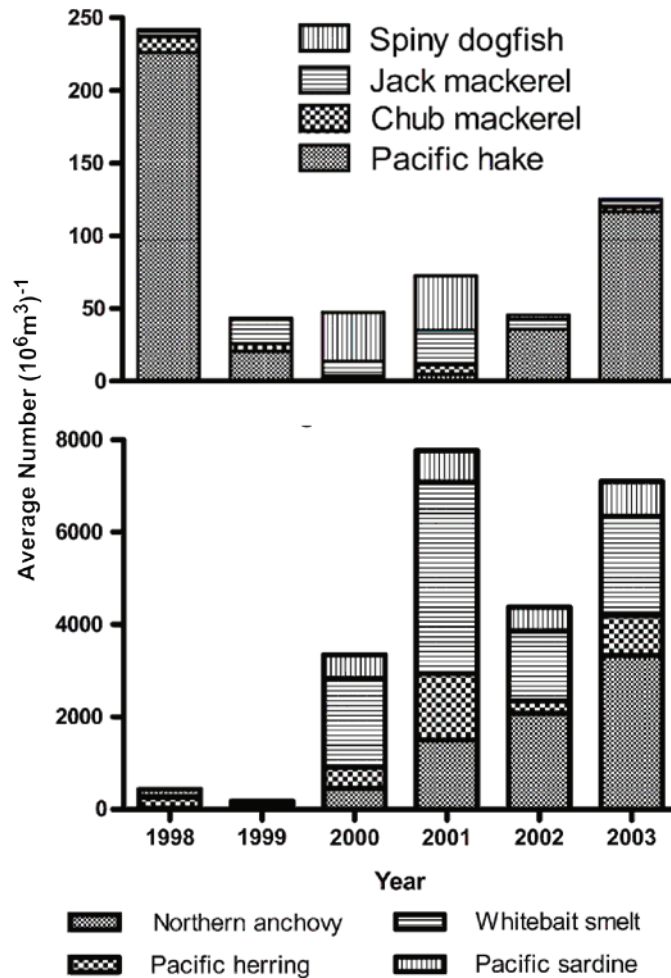 250
200
150
100
50
0
Spiny dogfish
Jack mackerel
Chub mackerel
Pacific hake
Average Number (10⁶m³)⁻¹
8000
6000
4000
2000
0
1998 1999 2000 2001 2002 2003
Year
Northern anchovy Whitebait smelt
Pacific herring Pacific sardine